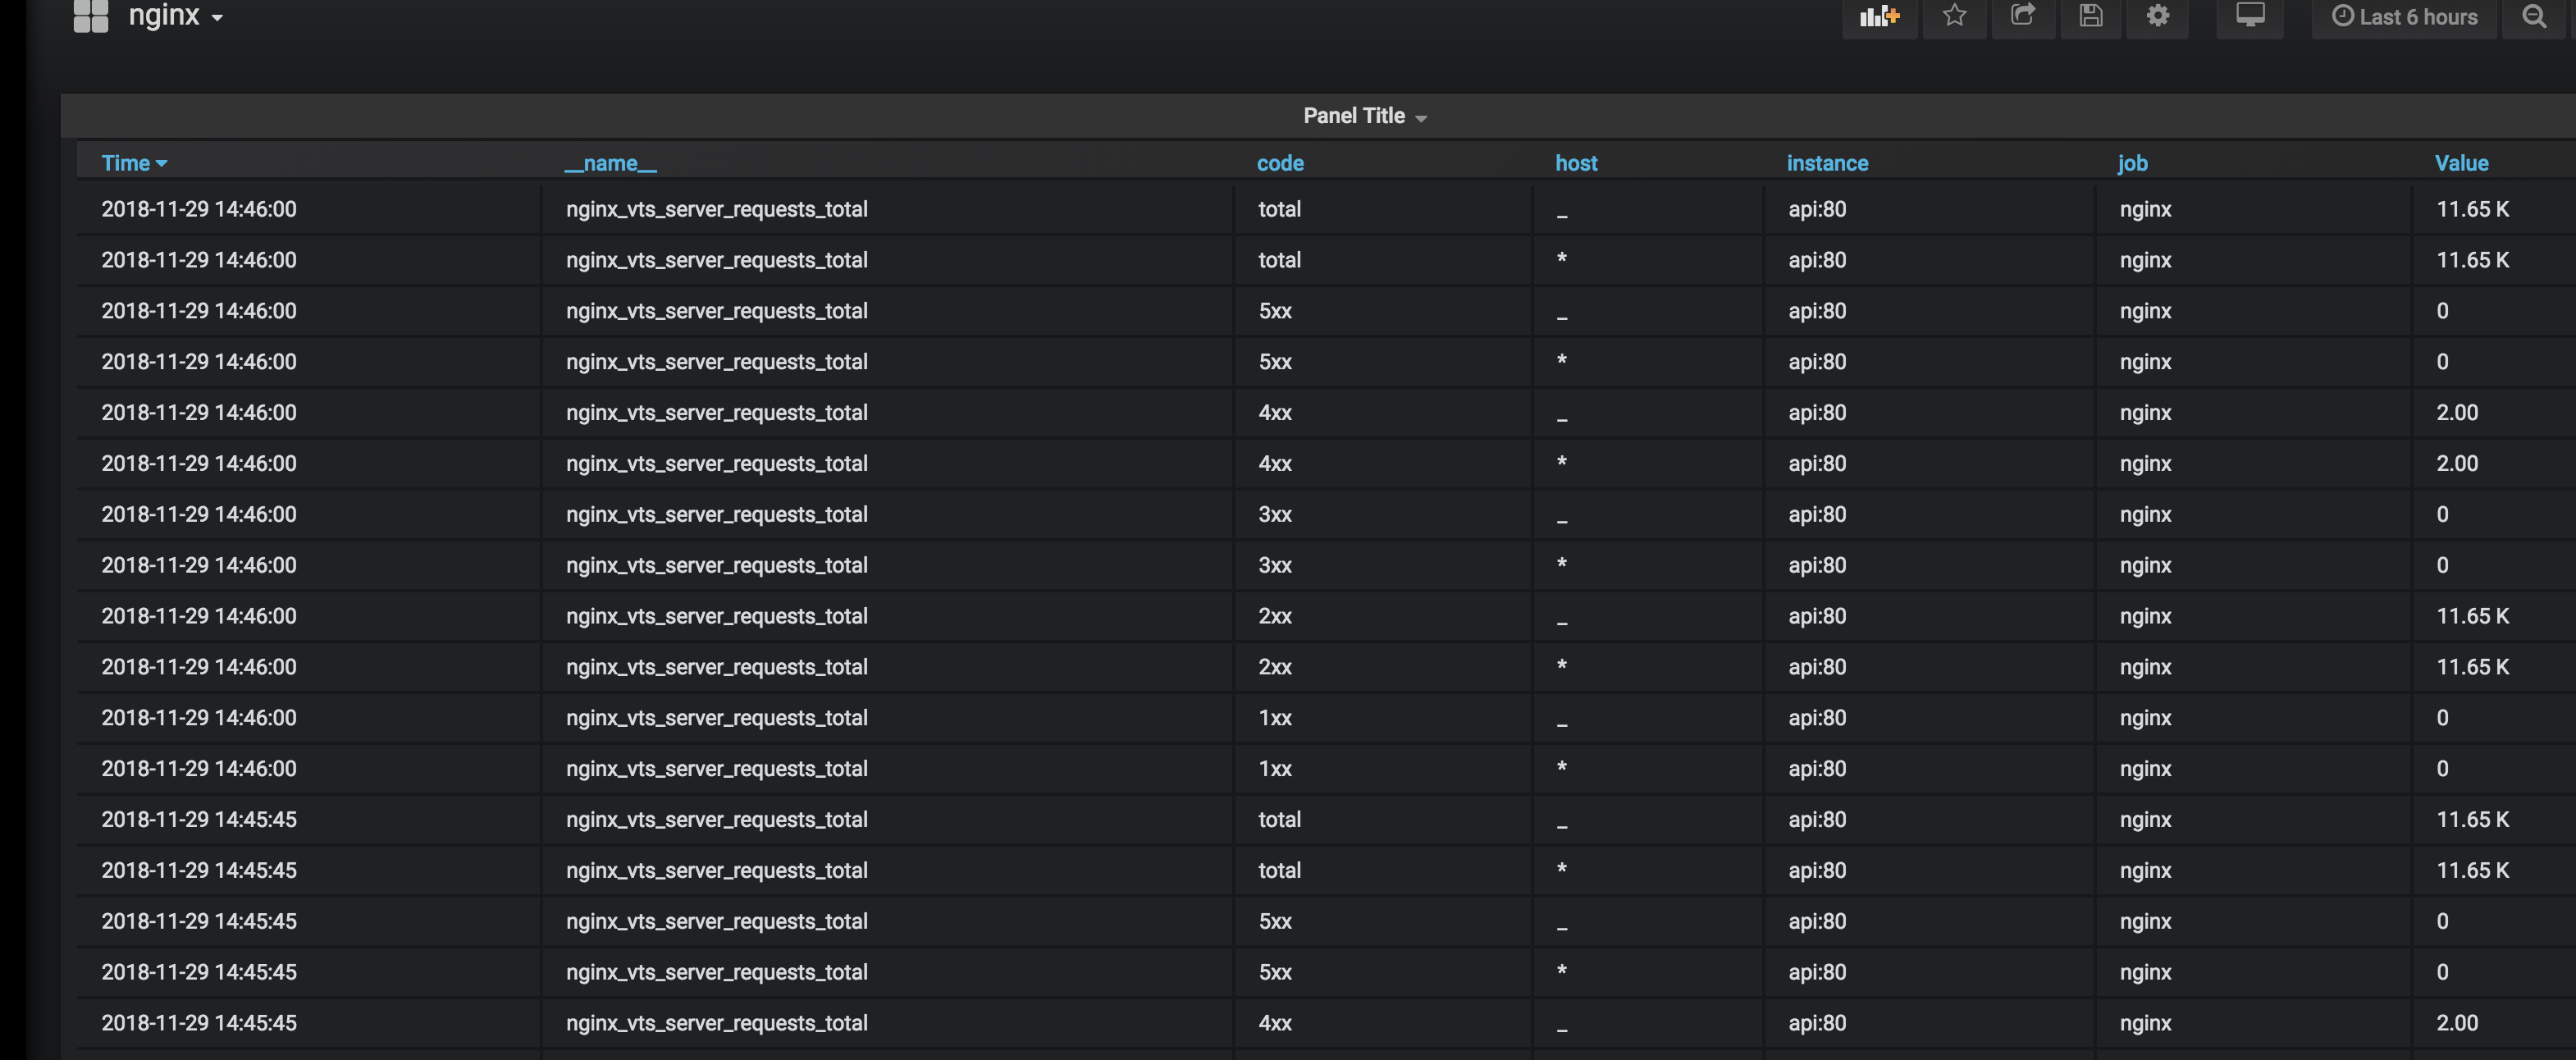 nginx Last 6 hours
Panel Title
Time __name__ code host instance job Value
2018-11-29 14:46:00 nginx_vts_server_requests_total total _ api:80 nginx 11.65 K
2018-11-29 14:46:00 nginx_vts_server_requests_total total * api:80 nginx 11.65 K
2018-11-29 14:46:00 nginx_vts_server_requests_total 5xx _ api:80 nginx 0
2018-11-29 14:46:00 nginx_vts_server_requests_total 5xx * api:80 nginx 0
2018-11-29 14:46:00 nginx_vts_server_requests_total 4xx _ api:80 nginx 2.00
2018-11-29 14:46:00 nginx_vts_server_requests_total 4xx * api:80 nginx 2.00
2018-11-29 14:46:00 nginx_vts_server_requests_total 3xx _ api:80 nginx 0
2018-11-29 14:46:00 nginx_vts_server_requests_total 3xx * api:80 nginx 0
2018-11-29 14:46:00 nginx_vts_server_requests_total 2xx _ api:80 nginx 11.65 K
2018-11-29 14:46:00 nginx_vts_server_requests_total 2xx * api:80 nginx 11.65 K
2018-11-29 14:46:00 nginx_vts_server_requests_total 1xx _ api:80 nginx 0
2018-11-29 14:46:00 nginx_vts_server_requests_total 1xx * api:80 nginx 0
2018-11-29 14:45:45 nginx_vts_server_requests_total total _ api:80 nginx 11.65 K
2018-11-29 14:45:45 nginx_vts_server_requests_total total * api:80 nginx 11.65 K
2018-11-29 14:45:45 nginx_vts_server_requests_total 5xx _ api:80 nginx 0
2018-11-29 14:45:45 nginx_vts_server_requests_total 5xx * api:80 nginx 0
2018-11-29 14:45:45 nginx_vts_server_requests_total 4xx _ api:80 nginx 2.00